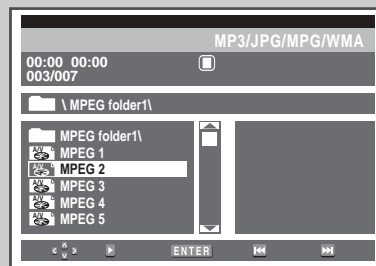 MP3/JPG/MPG/WMA
00:00 00:00
003/007
\ MPEG folder1\
MPEG folder1\
MPEG 1
MPEG 2
MPEG 3
MPEG 4
MPEG 5
ENTER